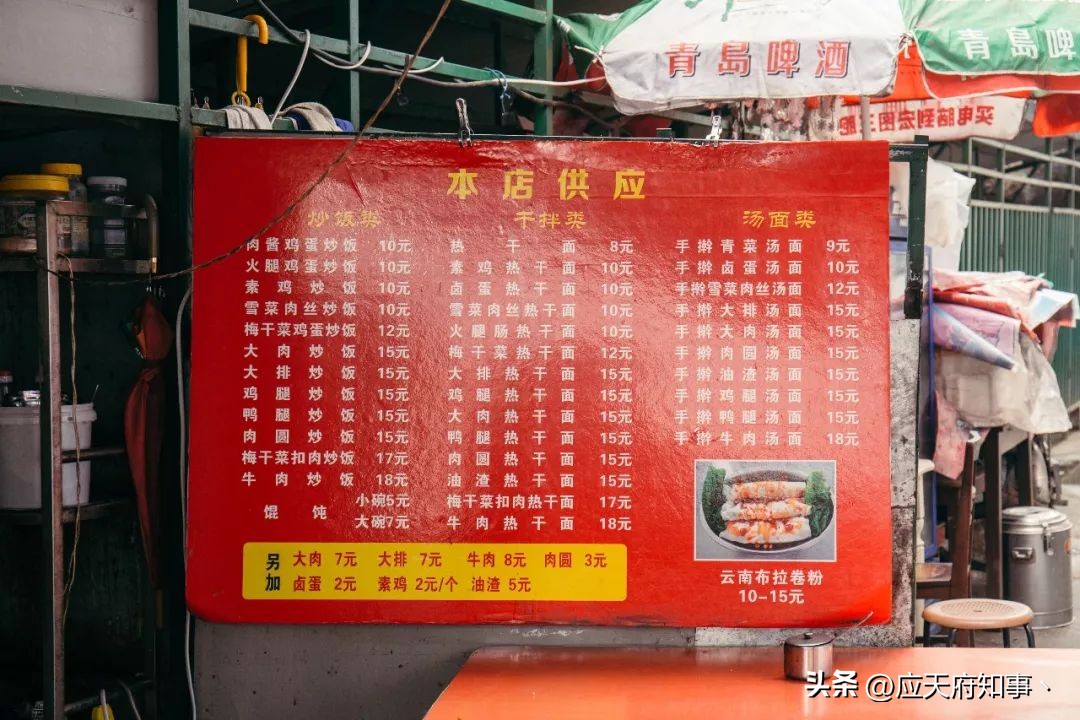 青島啤酒
青島啤
本店供应
炒饭类
肉酱鸡蛋炒饭 10元
火腿鸡蛋炒饭 10元
素鸡炒饭 10元
雪菜肉丝炒饭 10元
梅干菜鸡蛋炒饭 12元
大肉炒饭 15元
大排炒饭 15元
鸡腿炒饭 15元
鸭腿炒饭 15元
肉圆炒饭 15元
梅干菜扣肉炒饭 17元
牛肉炒饭 18元
馄饨 小碗5元
大碗7元
干拌类
热干面 8元
素鸡热干面 10元
卤蛋热干面 10元
雪菜肉丝热干面 10元
火腿肠热干面 10元
梅干菜热干面 12元
大排热干面 15元
鸡腿热干面 15元
大肉热干面 15元
鸭腿热干面 15元
肉圆热干面 15元
油渣热干面 15元
梅干菜扣肉热干面 17元
牛肉热干面 18元
汤面类
手擀青菜汤面 9元
手擀卤蛋汤面 10元
手擀雪菜肉丝汤面 12元
手擀大排汤面 15元
手擀大肉汤面 15元
手擀肉圆汤面 15元
手擀油渣汤面 15元
手擀鸡腿汤面 15元
手擀鸭腿汤面 15元
手擀牛肉汤面 18元
云南布拉卷粉
10-15元
另加
大肉 7元 大排 7元 牛肉 8元 肉圆 3元
卤蛋 2元 素鸡 2元/个 油渣 5元
头条 @应天府知事丶